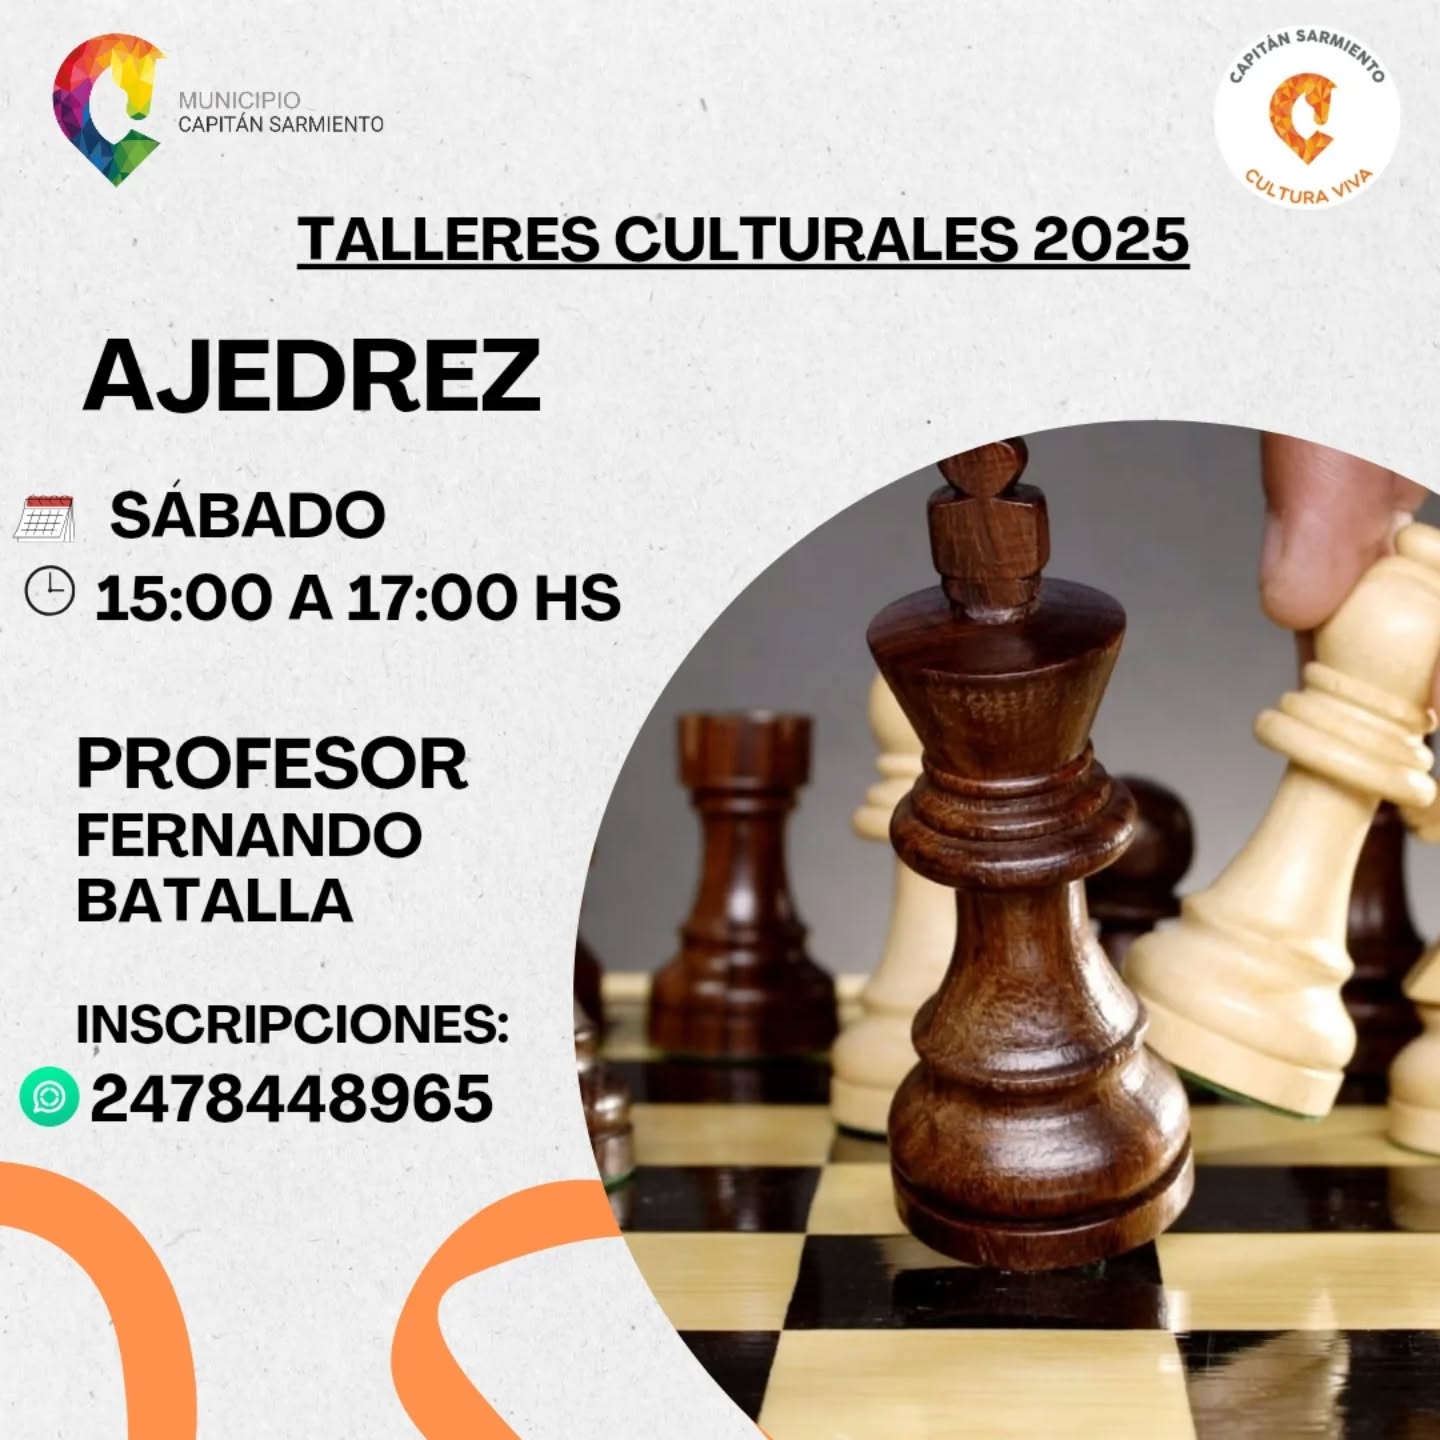 MUNICIPIO
CAPITÁN SARMIENTO
CAPITÁN SARMIENTO
CULTURA VIVA
TALLERES CULTURALES 2025
AJEDREZ
SÁBADO
15:00 A 17:00 HS
PROFESOR
FERNANDO
BATALLA
INSCRIPCIONES:
2478448965